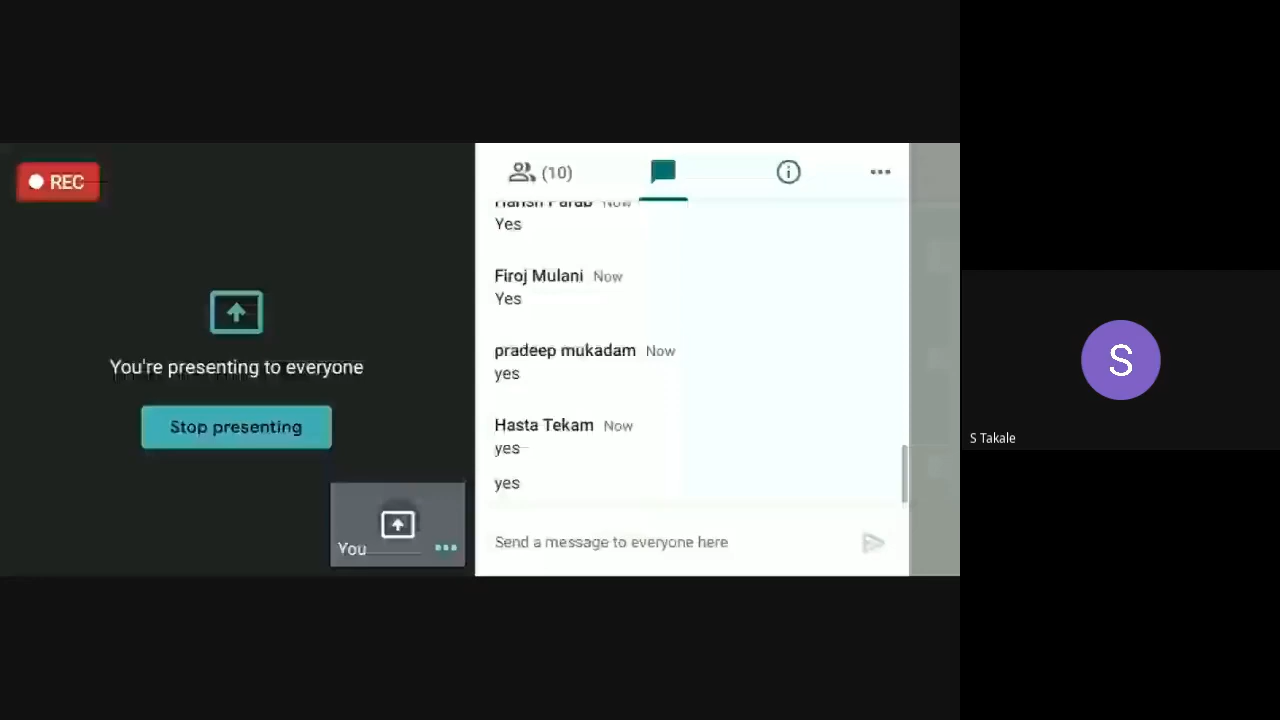 REC
You're presenting to everyone
Stop presenting
You
(10)
Now
Yes
Firoj Mulani Now
Yes
pradeep mukadam Now
yes
Hasta Tekam Now
yes
yes
Send a message to everyone here
S
S Takale